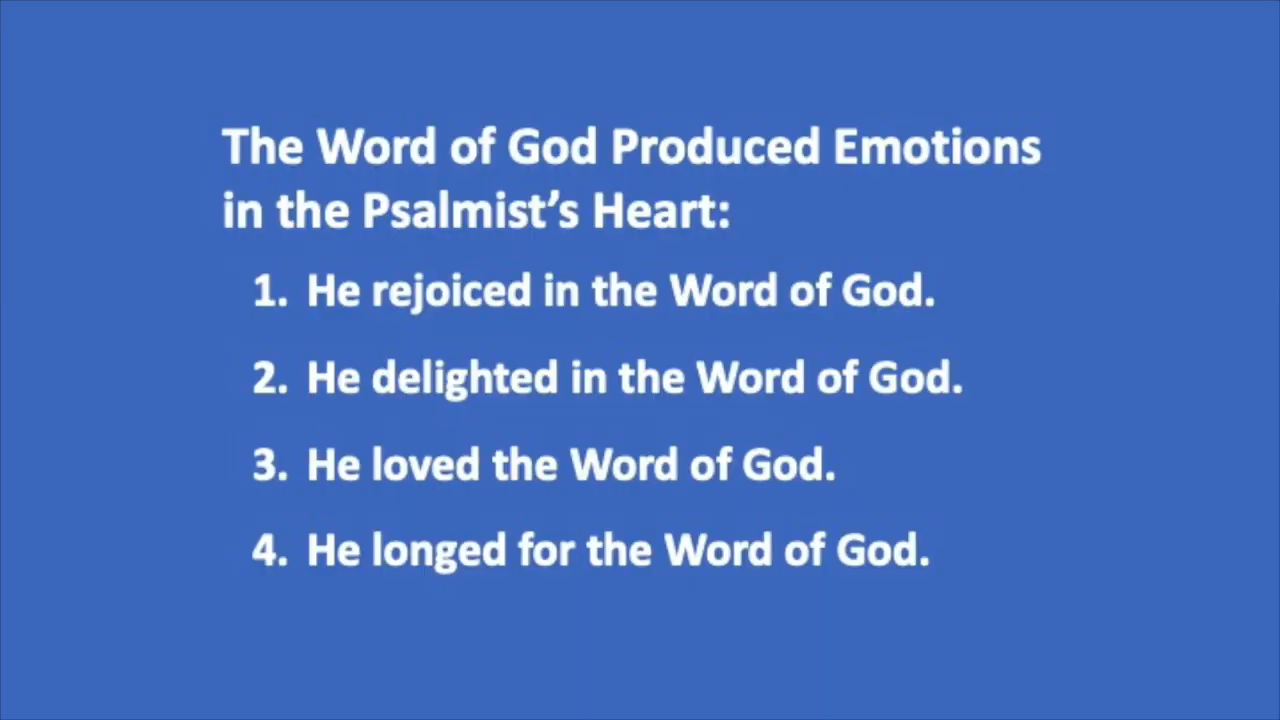 The Word of God Produced Emotions
in the Psalmist’s Heart:
1. He rejoiced in the Word of God.
2. He delighted in the Word of God.
3. He loved the Word of God.
4. He longed for the Word of God.